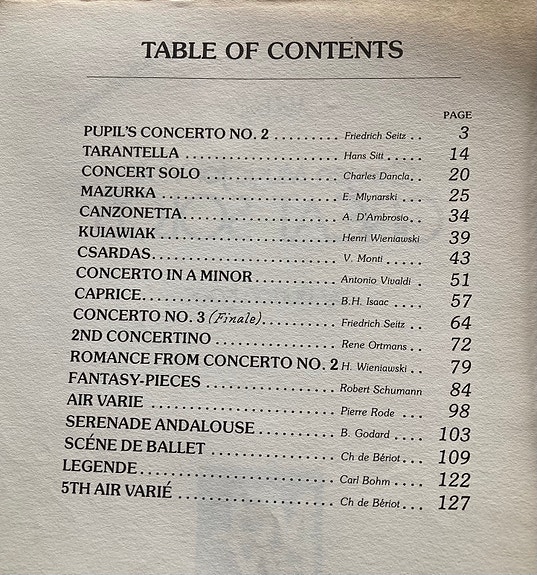 TABLE OF CONTENTS
PAGE
PUPIL'S CONCERTO NO. 2 ......... Friedrich Seitz .. 3
TARANTELLA .................... Hans Sitt ..... 14
CONCERT SOLO ................. Charles Dancla. . 20
MAZURKA ....................... E. Mlynarski .... 25
CANZONETTA.................... A. D'Ambrosio.. . 34
KUIAWIAK ...................... Henri Wieniawski 39
CSARDAS........................ V. Monti ...... 43
CONCERTO IN A MINOR........... Antonio Vivaldi . 51
CAPRICE......................... B.H. Isaac .... 57
CONCERTO NO. 3 (Finale).......... Friedrich Seitz .. 64
2ND CONCERTINO ............... Rene Ortmans .. 72
ROMANCE FROM CONCERTO NO. 2 H. Wieniawski .. 79
FANTASY-PIECES ................ Robert Schumann 84
AIR VARIE ....................... Pierre Rode ... 98
SERENADE ANDALOUSE .......... B. Godard .... 103
SCÉNE DE BALLET ................ Ch de Bériot ... 109
LEGENDE........................ Carl Bohm .... 122
5TH AIR VARIÉ ................... Ch de Bériot ... 127